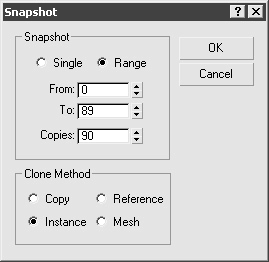 Snapshot
? X
Snapshot
Single Range
From: 0
To: 89
Copies: 90
OK
Cancel
Clone Method
Copy Reference
Instance Mesh